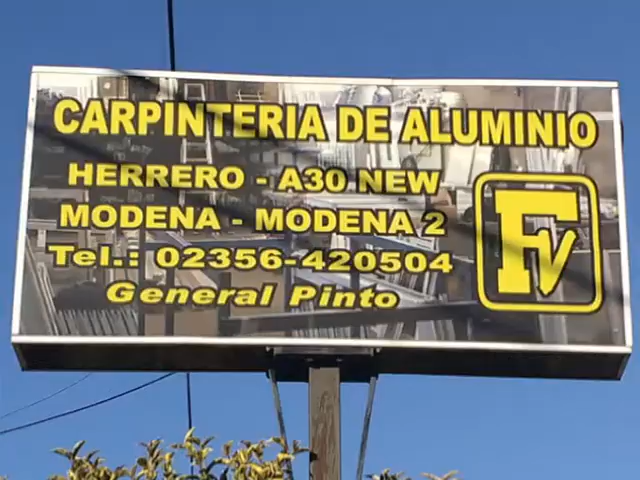 CARPINTERIA DE ALUMINIO
HERRERO - A30 NEW
MODENA - MODENA 2
Tel.: 02356-420504
General Pinto
FV